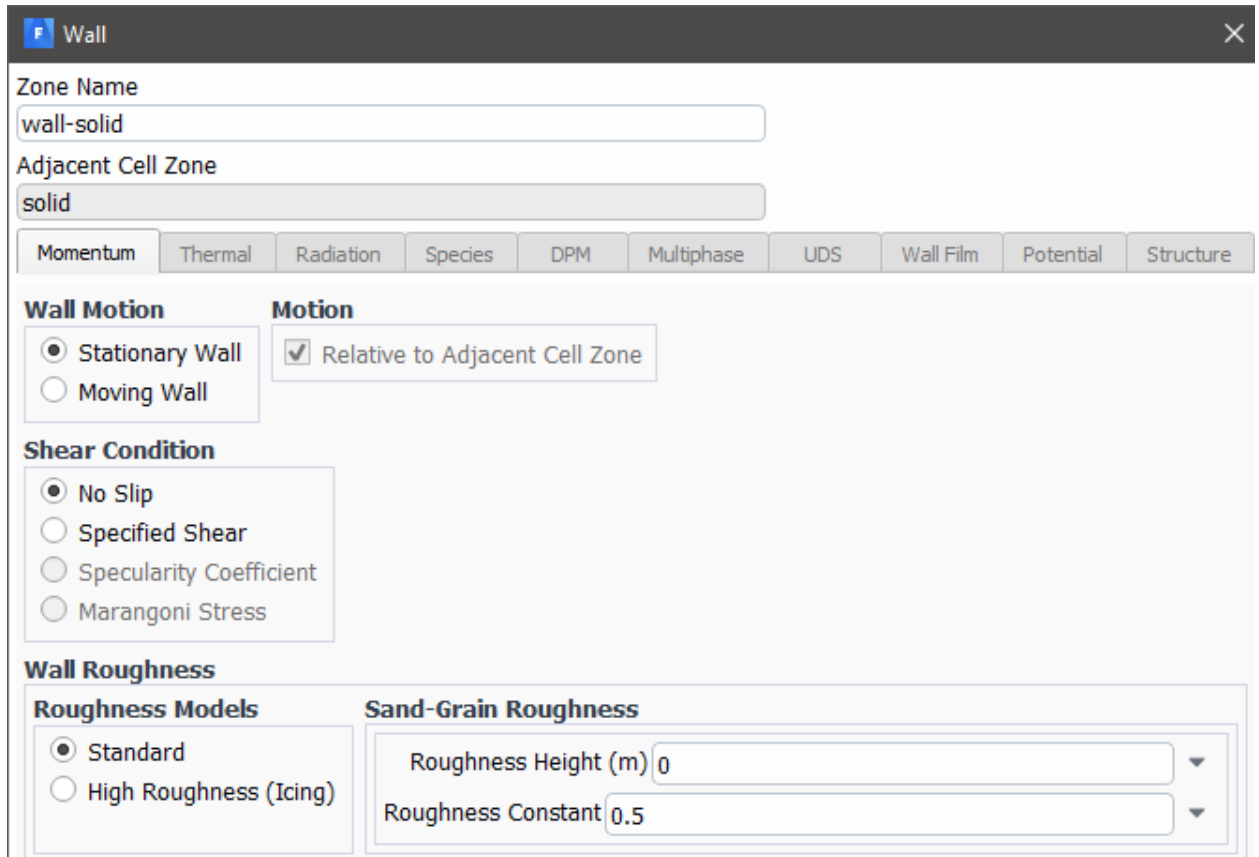 F Wall
Zone Name
wall-solid
Adjacent Cell Zone
solid
Momentum Thermal Radiation Species DPM Multiphase UDS Wall Film Potential Structure
Wall Motion Motion
Stationary Wall Relative to Adjacent Cell Zone
Moving Wall
Shear Condition
No Slip
Specified Shear
Specularity Coefficient
Marangoni Stress
Wall Roughness
Roughness Models Sand-Grain Roughness
Standard Roughness Height (m) 0
High Roughness (Icing) Roughness Constant 0.5